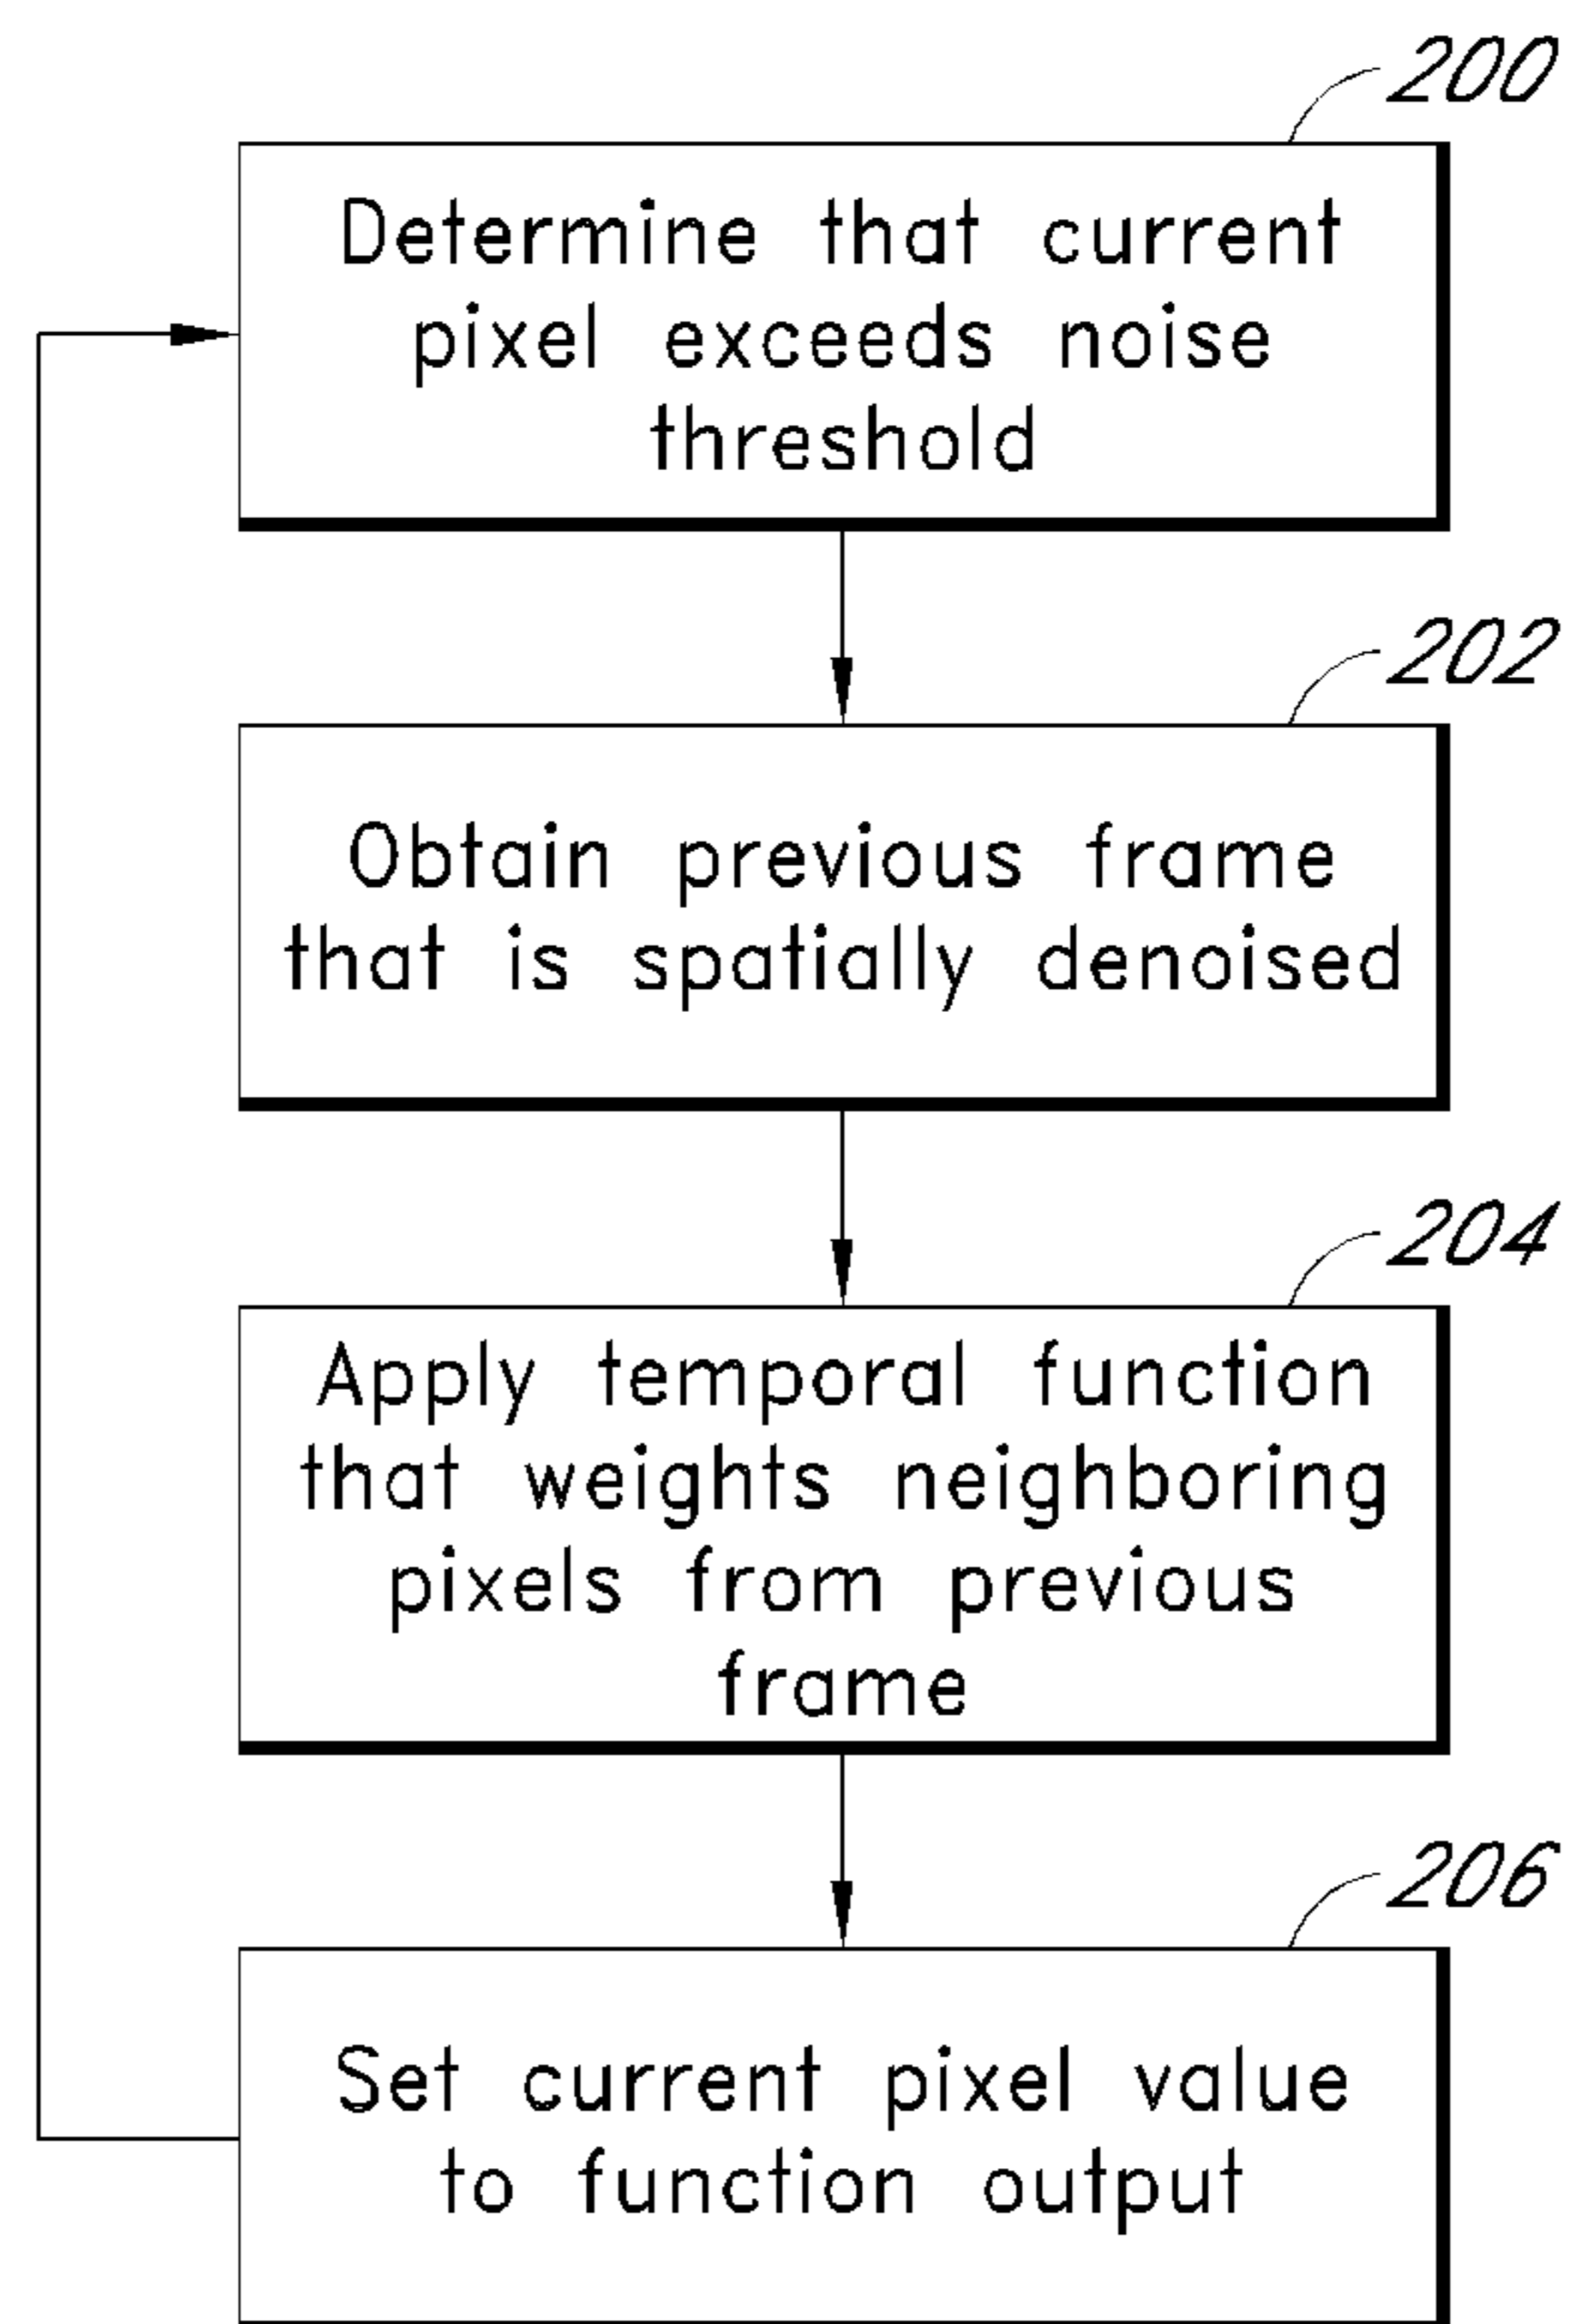 200
Determine that current
pixel exceeds noise
threshold
202
Obtain previous frame
that is spatially denoised
204
Apply temporal function
that weights neighboring
pixels from previous
frame
206
Set current pixel value
to function output